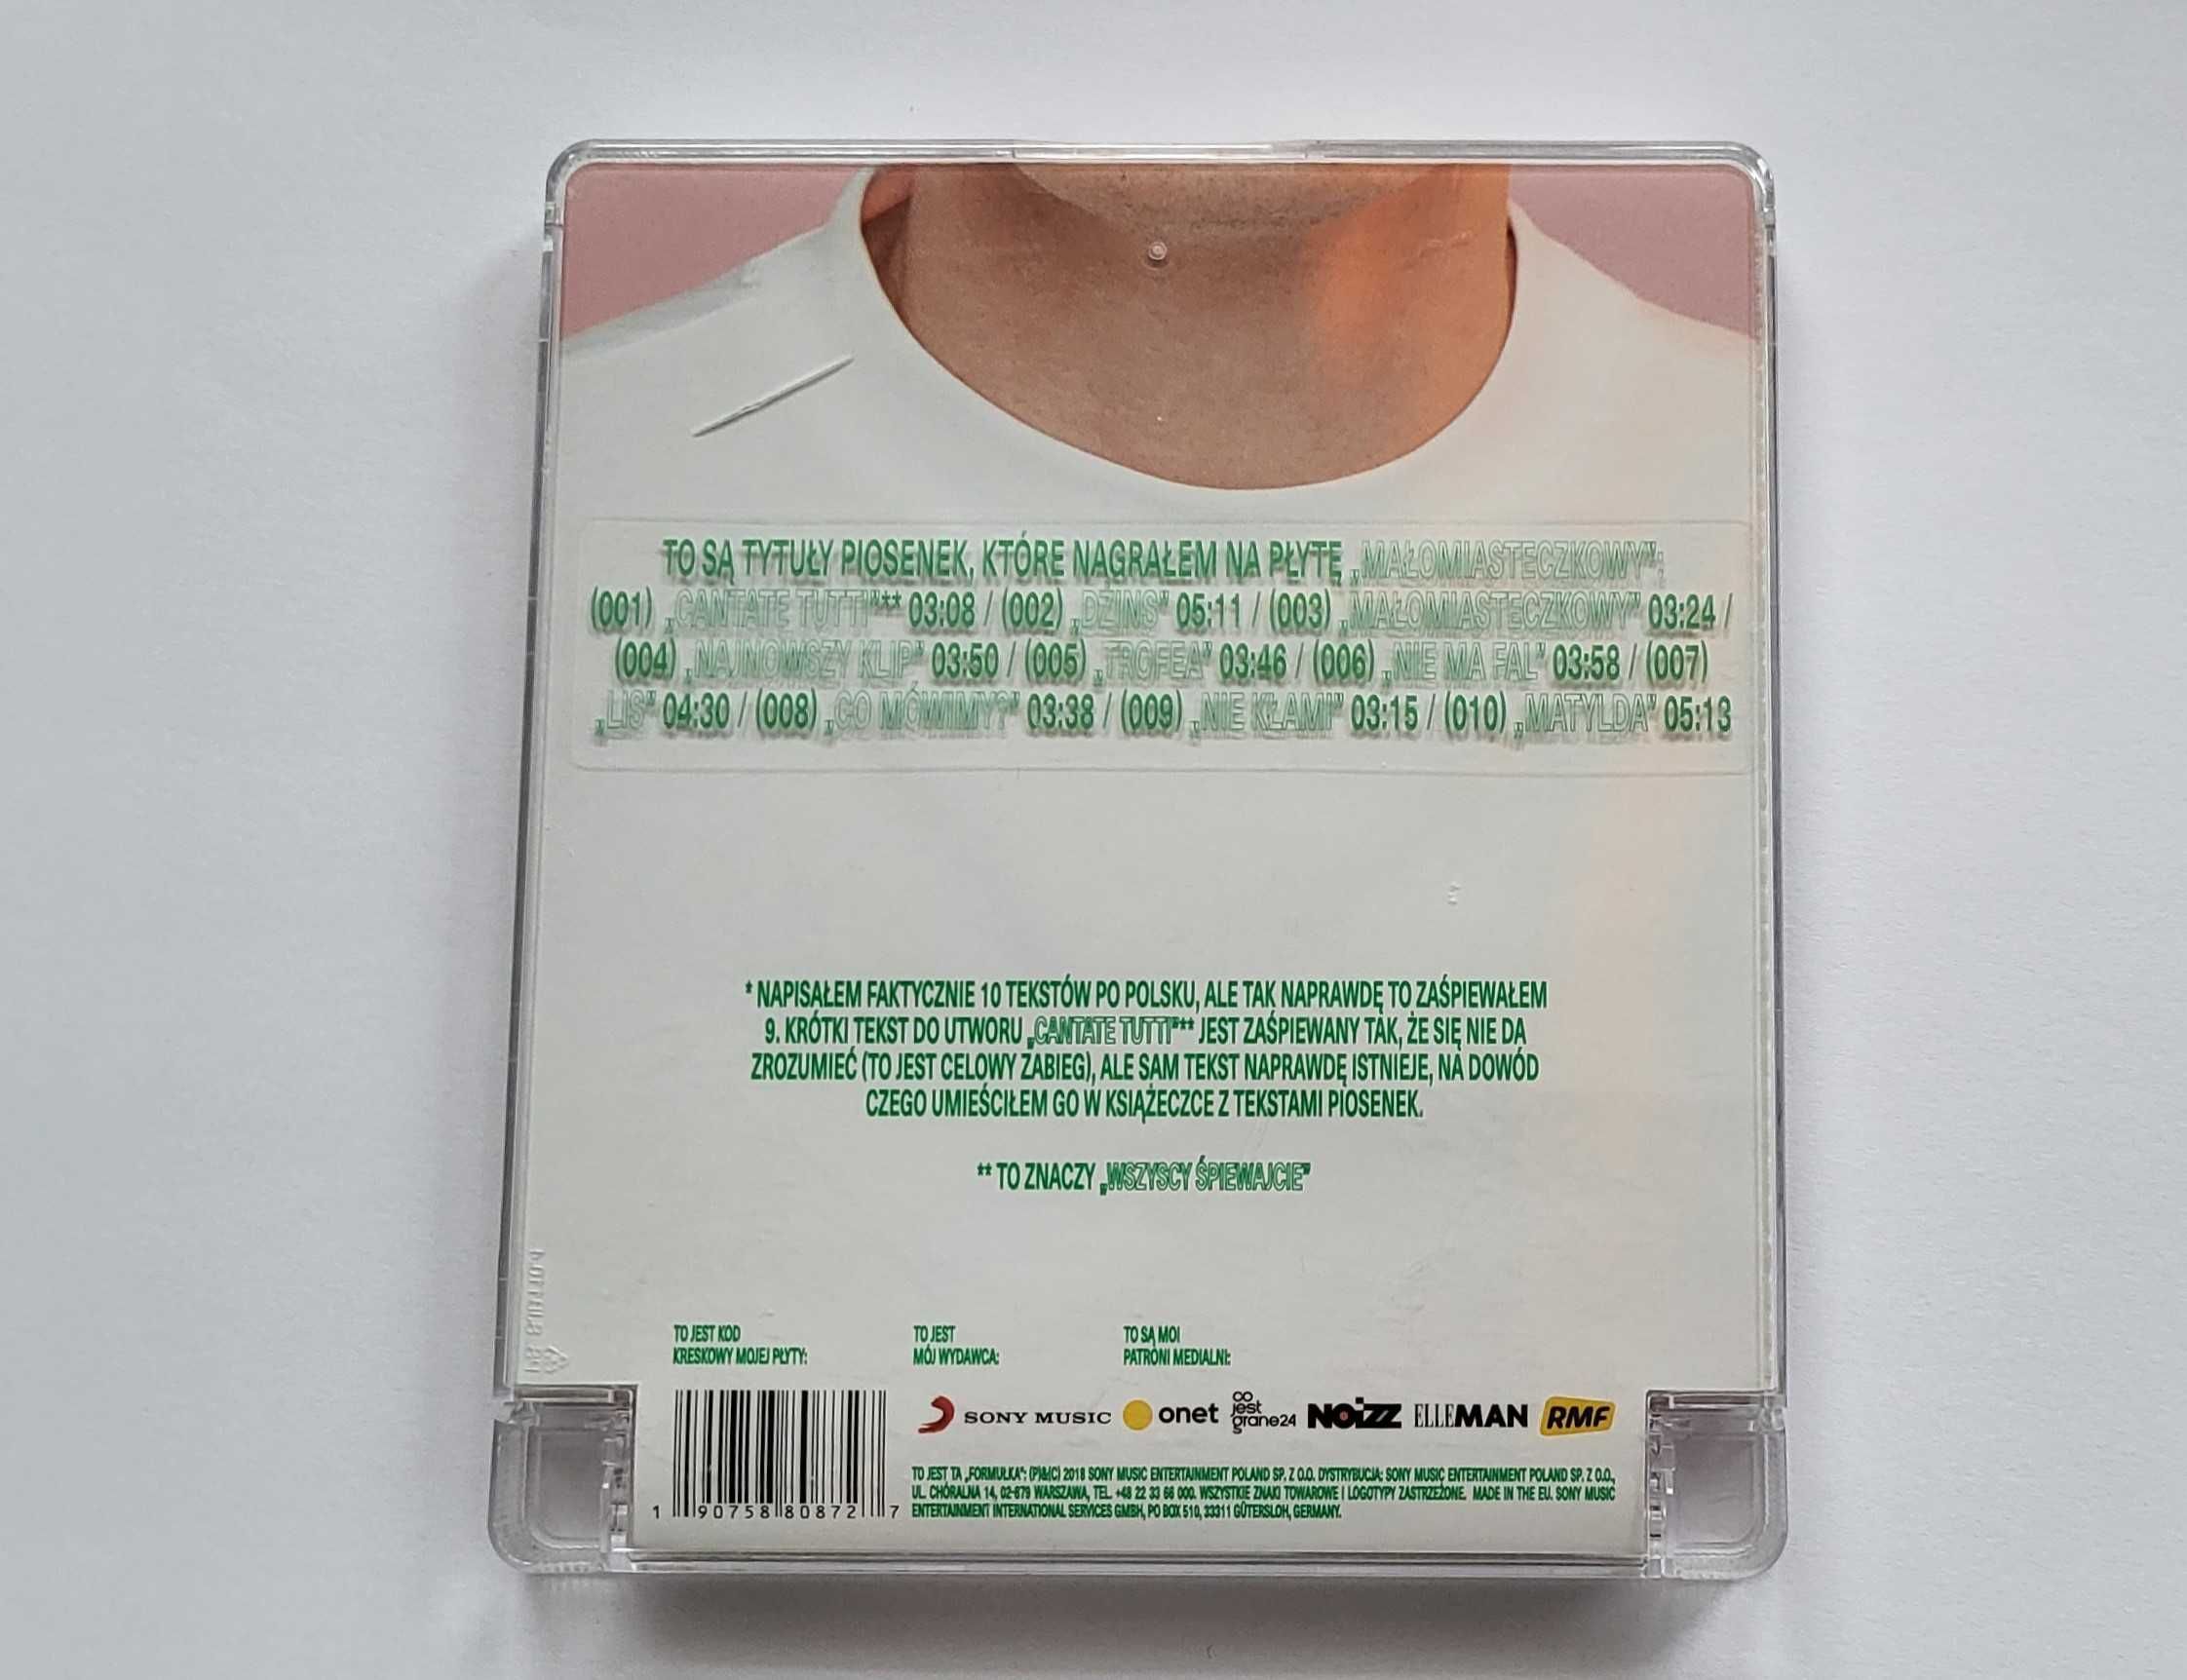 TO SĄ TYTUŁY PIOSENEK, KTÓRE NAGRAŁEM NA PŁYTĘ „MAŁOMIASTECZKOWY”:
(001) „CANTATE TUTTI”** 03:08 / (002) „DŻINS” 05:11 / (003) „MAŁOMIASTECZKOWY” 03:24 /
(004) „NAJNOWSZY KLIP” 03:50 / (005) „TROFEA” 03:46 / (006) „NIE MA FAL” 03:58 / (007)
„LIS” 04:30 / (008) „CO MÓWIMY?” 03:38 / (009) „NIE KŁAMI” 03:15 / (010) „MATYLDA” 05:13
* NAPISAŁEM FAKTYCZNIE 10 TEKSTÓW PO POLSKU, ALE TAK NAPRAWDĘ TO ZAŚPIEWAŁEM
9. KRÓTKI TEKST DO UTWORU „CANTATE TUTTI”** JEST ZAŚPIEWANY TAK, ŻE SIĘ NIE DA
ZROZUMIEĆ (TO JEST CELOWY ZABIEG), ALE SAM TEKST NAPRAWDĘ ISTNIEJE, NA DOWÓD
CZEGO UMIEŚCIŁEM GO W KSIĄŻECZCE Z TEKSTAMI PIOSENEK.
** TO ZNACZY „WSZYSCY ŚPIEWAJCIE”
TO JEST KOD
KRESKOWY MOJEJ PŁYTY:
TO JEST
MÓJ WYDAWCA:
TO SĄ MOI
PATRONI MEDIALNI:
SONY MUSIC
onet
co
jest
grane24
NOIZZ
ELLEMAN
RMF
1 90758 80872 7
TO JEST TA „FORMUŁKA”: (P)&(C) 2018 SONY MUSIC ENTERTAINMENT POLAND SP. Z O.O. DYSTRYBUCJA: SONY MUSIC ENTERTAINMENT POLAND SP. Z O.O.,
UL. CHÓRALNA 14, 02-879 WARSZAWA, TEL. +48 22 33 66 000. WSZYSTKIE ZNAKI TOWAROWE I LOGOTYPY ZASTRZEŻONE. MADE IN THE EU. SONY MUSIC
ENTERTAINMENT INTERNATIONAL SERVICES GMBH, PO BOX 510, 33311 GÜTERSLOH, GERMANY.